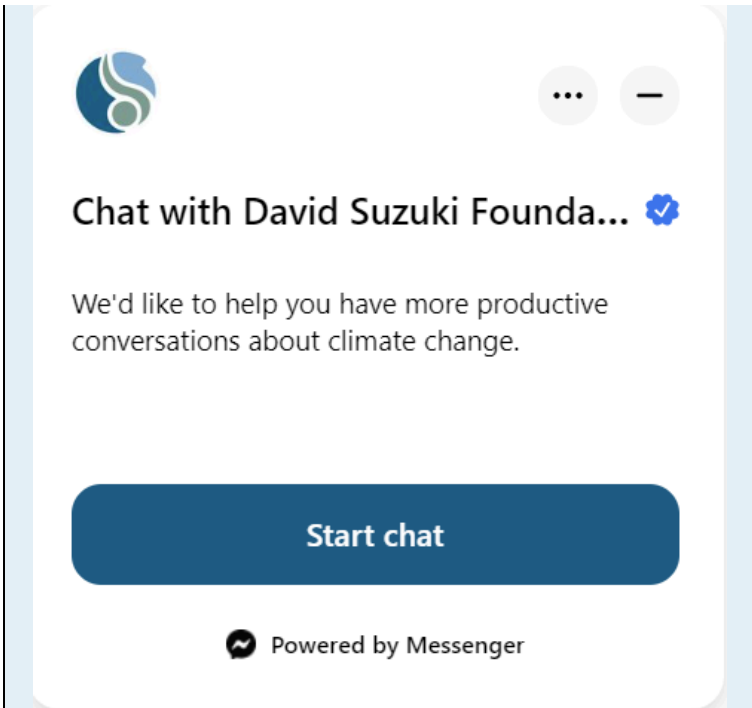 Chat with David Suzuki Founda...
We'd like to help you have more productive
conversations about climate change.
Start chat
Powered by Messenger